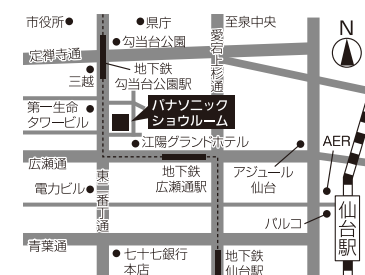 市役所
県庁
至泉中央
N
勾当台公園
定禅寺通
愛宕上杉通
地下鉄
勾当台公園駅
三越
パナソニック
ショウルーム
第一生命
タワービル
江陽グランドホテル
AER
広瀬通
地下鉄
広瀬通駅
アジュール
仙台
東二番丁通
電力ビル
パルコ
仙台駅
青葉通
七十七銀行
本店
地下鉄
仙台駅